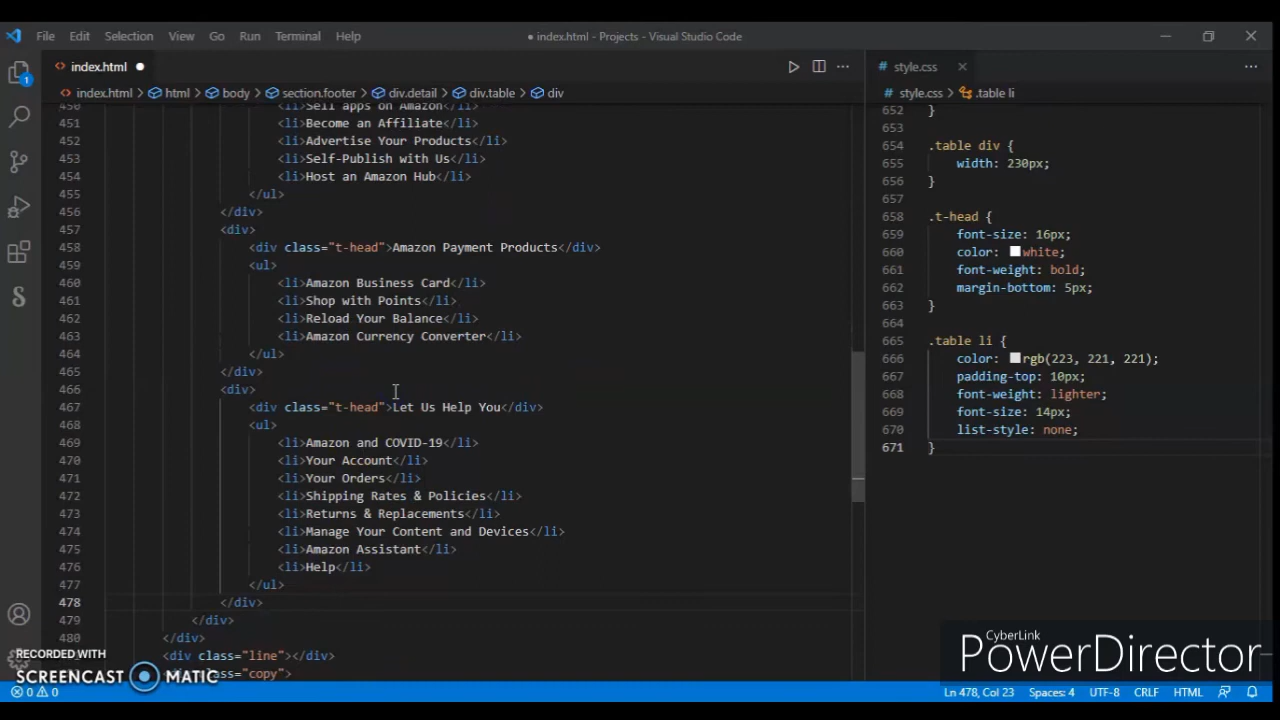 File Edit Selection View Go Run Terminal Help
● index.html - Projects - Visual Studio Code
index.html ●
index.html > html > body > section.footer > div.detail > div.table > div
450 <li>Sell apps on Amazon</li>
451 <li>Become an Affiliate</li>
452 <li>Advertise Your Products</li>
453 <li>Self-Publish with Us</li>
454 <li>Host an Amazon Hub</li>
455 </ul>
456 </div>
457 <div>
458 <div class="t-head">Amazon Payment Products</div>
459 <ul>
460 <li>Amazon Business Card</li>
461 <li>Shop with Points</li>
462 <li>Reload Your Balance</li>
463 <li>Amazon Currency Converter</li>
464 </ul>
465 </div>
466 <div>
467 <div class="t-head">Let Us Help You</div>
468 <ul>
469 <li>Amazon and COVID-19</li>
470 <li>Your Account</li>
471 <li>Your Orders</li>
472 <li>Shipping Rates & Policies</li>
473 <li>Returns & Replacements</li>
474 <li>Manage Your Content and Devices</li>
475 <li>Amazon Assistant</li>
476 <li>Help</li>
477 </ul>
478 </div>
479 </div>
480 </div>
<div class="line"></div>
class="copy">
style.css
style.css > .table li
652 }
653
654 .table div {
655 width: 230px;
656 }
657
658 .t-head {
659 font-size: 16px;
660 color: white;
661 font-weight: bold;
662 margin-bottom: 5px;
663 }
664
665 .table li {
666 color: rgb(223, 221, 221);
667 padding-top: 10px;
668 font-weight: lighter;
669 font-size: 14px;
670 list-style: none;
671 }
1
RECORDED WITH
SCREENCAST MATIC
CyberLink
PowerDirector
0 0
Ln 478, Col 23 Spaces: 4 UTF-8 CRLF HTML